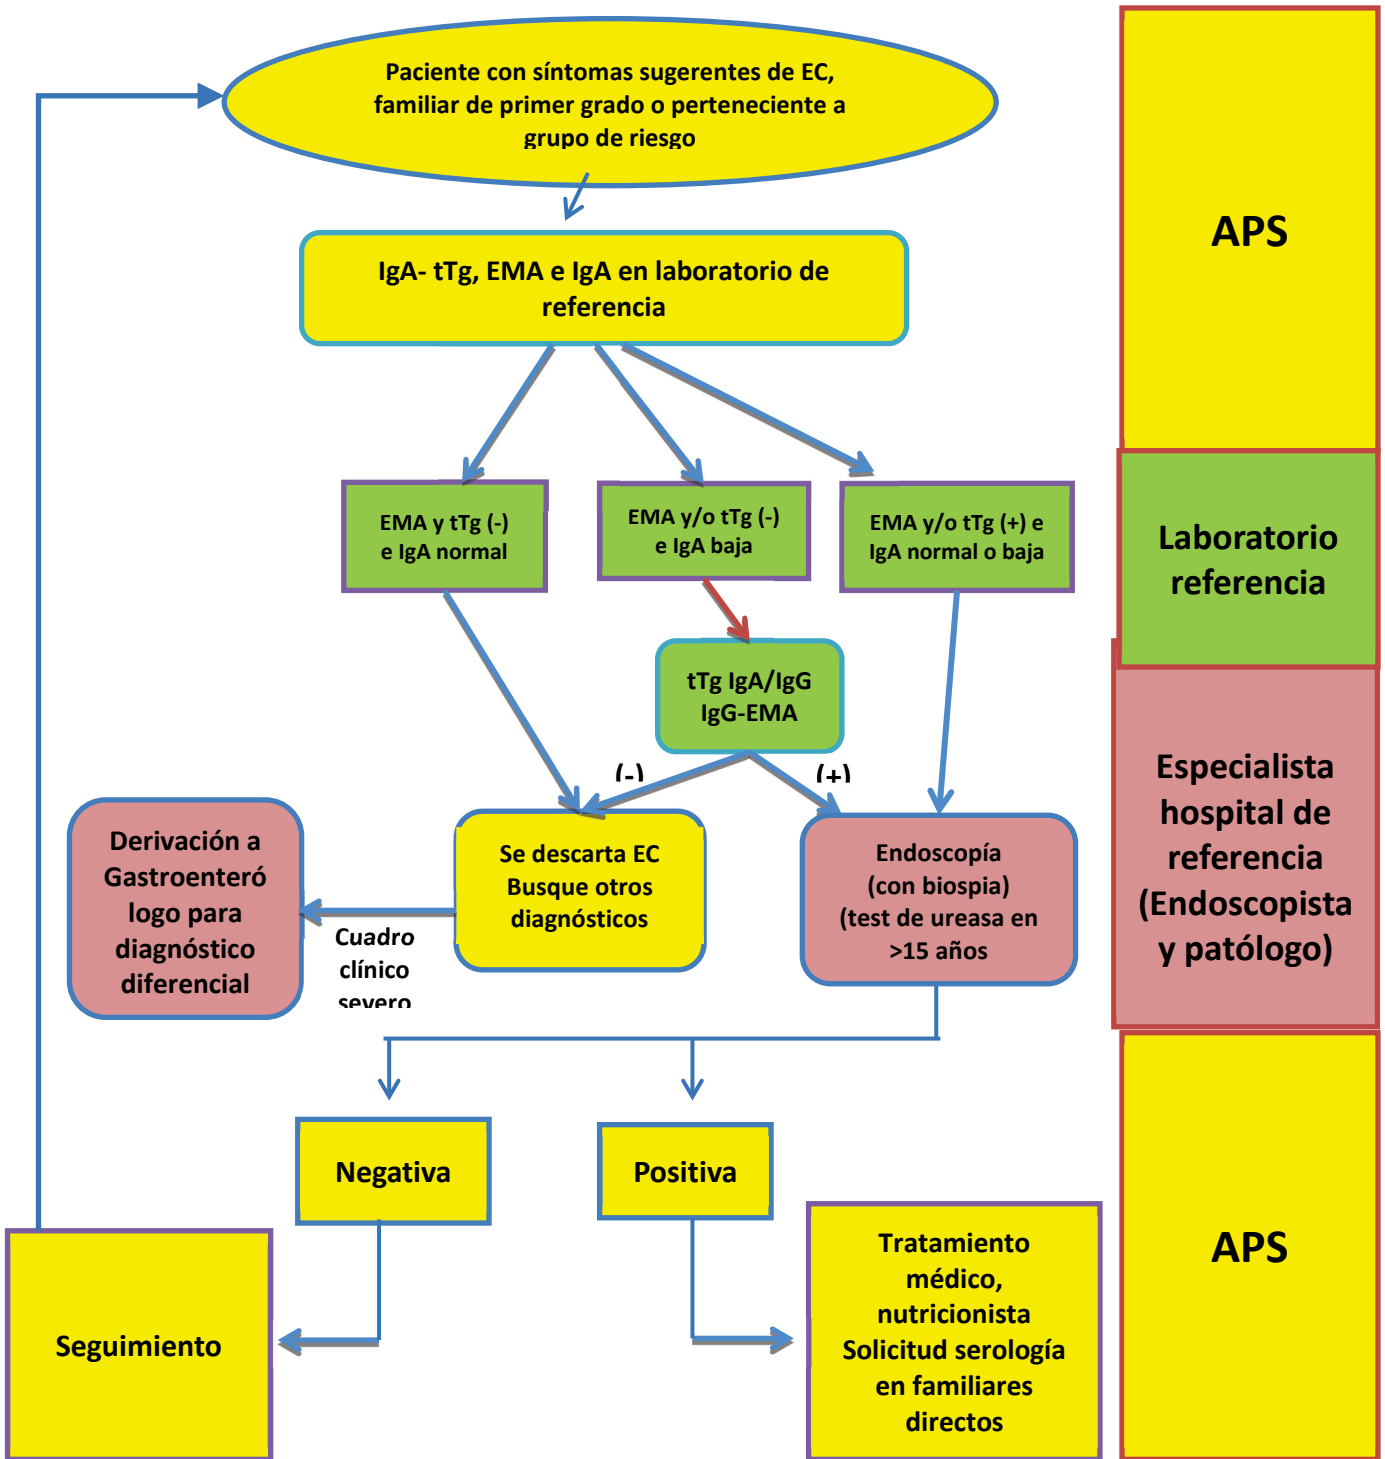 Paciente con síntomas sugerentes de EC,
familiar de primer grado o perteneciente a
grupo de riesgo
APS
IgA- tTg, EMA e IgA en laboratorio de
referencia
EMA y tTg (-)
e IgA normal
EMA y/o tTg (-)
e IgA baja
EMA y/o tTg (+) e
IgA normal o baja
Laboratorio
referencia
tTg IgA/IgG
IgG-EMA
(-)
(+)
Especialista
hospital de
referencia
(Endoscopista
y patólogo)
Derivación a
Gastroenteró
logo para
diagnóstico
diferencial
Cuadro
clínico
severo
Se descarta EC
Busque otros
diagnósticos
Endoscopía
(con biospia)
(test de ureasa en
>15 años
Negativa
Positiva
Seguimiento
Tratamiento
médico,
nutricionista
Solicitud serología
en familiares
directos
APS